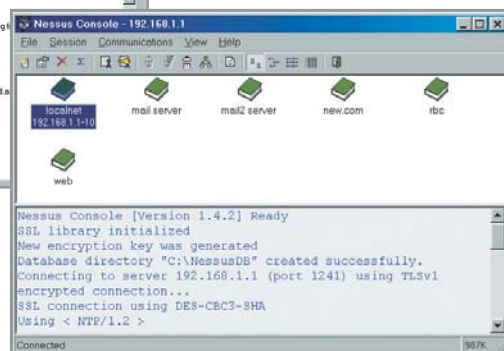 Nessus Console - 192.168.1.1
File Session Communications View Help
localnet
192.168.1.1-10
mail server
mail2 server
new.com
rbc
web
Nessus Console [Version 1.4.2] Ready
SSL library initialized
New encryption key was generated
Database directory "C:\NessusDB" created successfully.
Connecting to server 192.168.1.1 (port 1241) using TLSv1
encrypted connection...
SSL connection using DES-CBC3-SHA
Using < NTP/1.2 >
Connected
987K